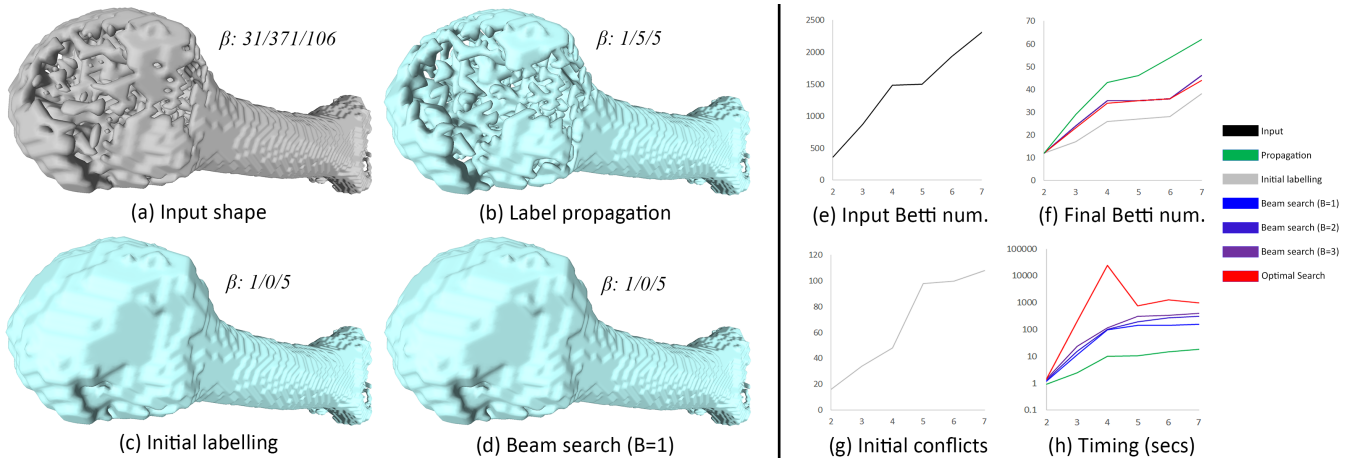 β: 31/371/106
(a) Input shape
β: 1/5/5
(b) Label propagation
β: 1/0/5
(c) Initial labelling
β: 1/0/5
(d) Beam search (B=1)
2500
2000
1500
1000
500
0
2 3 4 5 6 7
(e) Input Betti num.
70
60
50
40
30
20
10
0
2 3 4 5 6 7
(f) Final Betti num.
120
100
80
60
40
20
0
2 3 4 5 6 7
(g) Initial conflicts
100000
10000
1000
100
10
1
0.1
2 3 4 5 6 7
(h) Timing (secs)
Input
Propagation
Initial labelling
Beam search (B=1)
Beam search (B=2)
Beam search (B=3)
Optimal Search